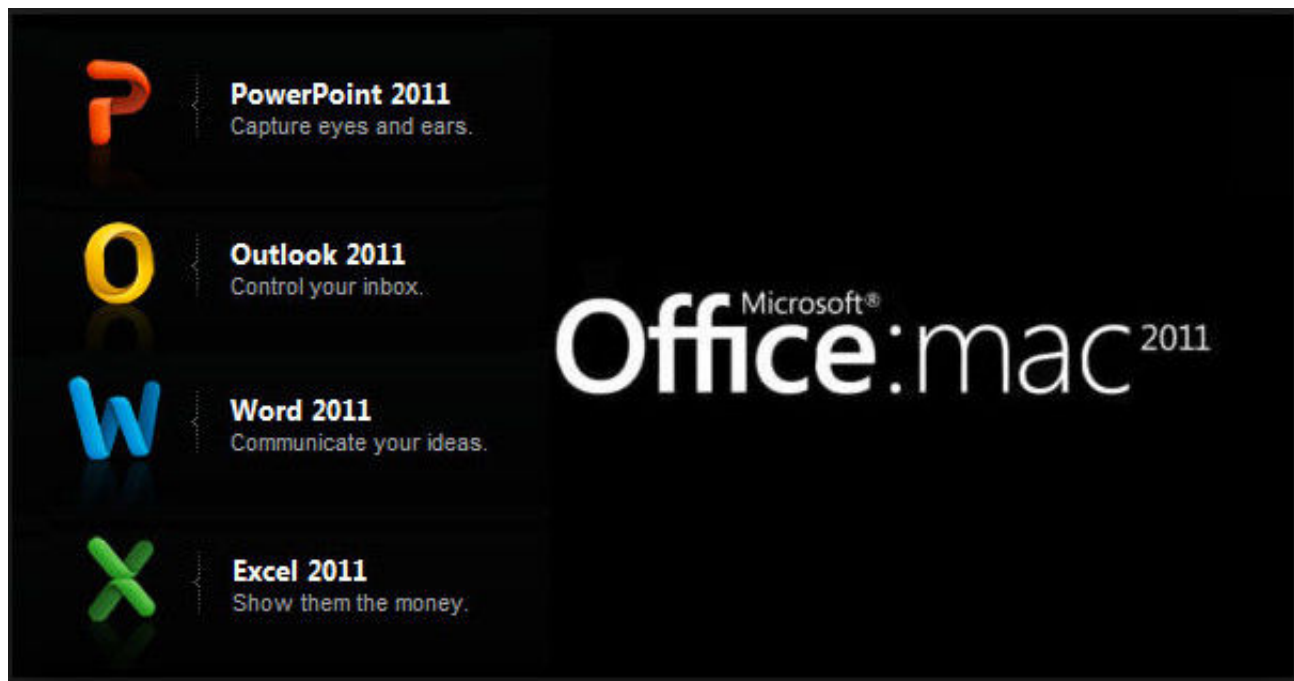 PowerPoint 2011
Capture eyes and ears.
Outlook 2011
Control your inbox.
Word 2011
Communicate your ideas.
Excel 2011
Show them the money.
Microsoft®
Office:mac 2011